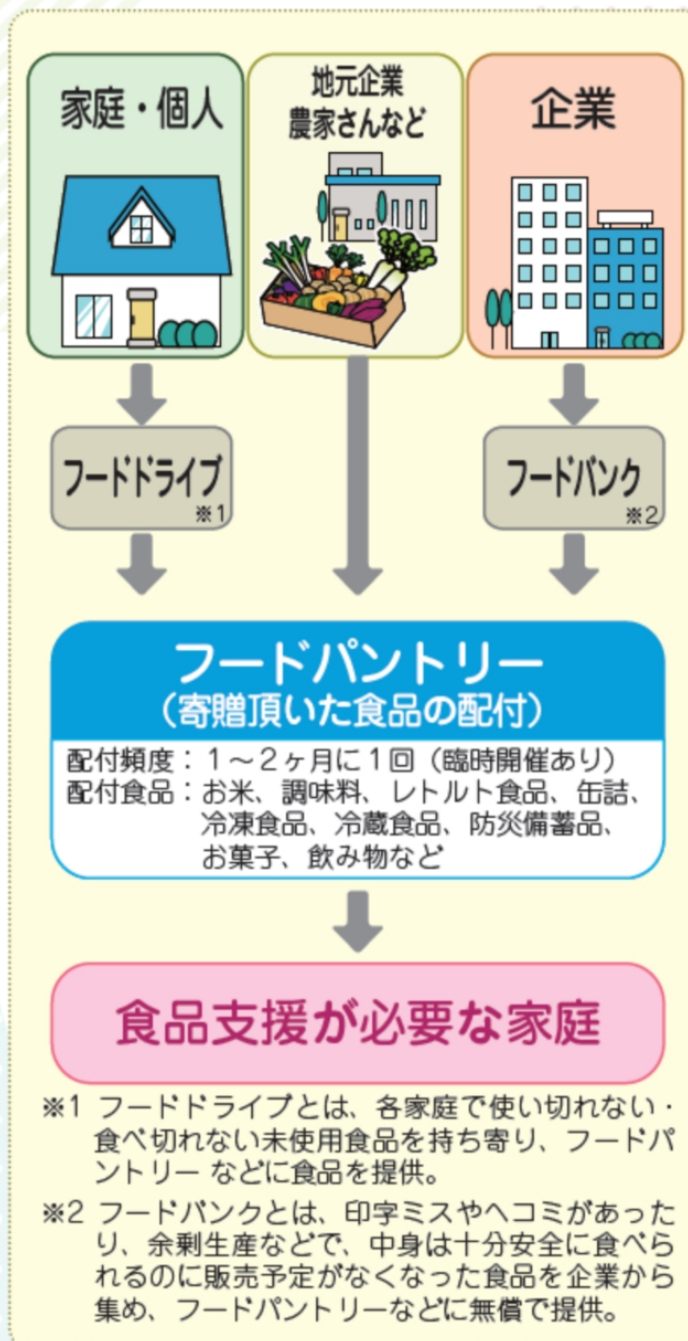 家庭・個人
地元企業
農家さんなど
企業
フードドライブ
※1
フードバンク
※2
フードパントリー
(寄贈頂いた食品の配付)
配付頻度：1～2ヶ月に1回（臨時開催あり）
配付食品：お米、調味料、レトルト食品、缶詰、
冷凍食品、冷蔵食品、防災備蓄品、
お菓子、飲み物など
食品支援が必要な家庭
※1 フードドライブとは、各家庭で使い切れない・
食べ切れない未使用食品を持ち寄り、フードパ
ントリー などに食品を提供。
※2 フードバンクとは、印字ミスやヘコミがあった
り、余剰生産などで、中身は十分安全に食べら
れるのに販売予定がなくなった食品を企業から
集め、フードパントリーなどに無償で提供。